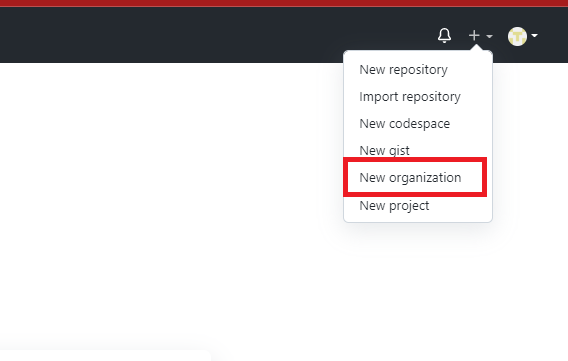 New repository
Import repository
New codespace
New gist
New organization
New project